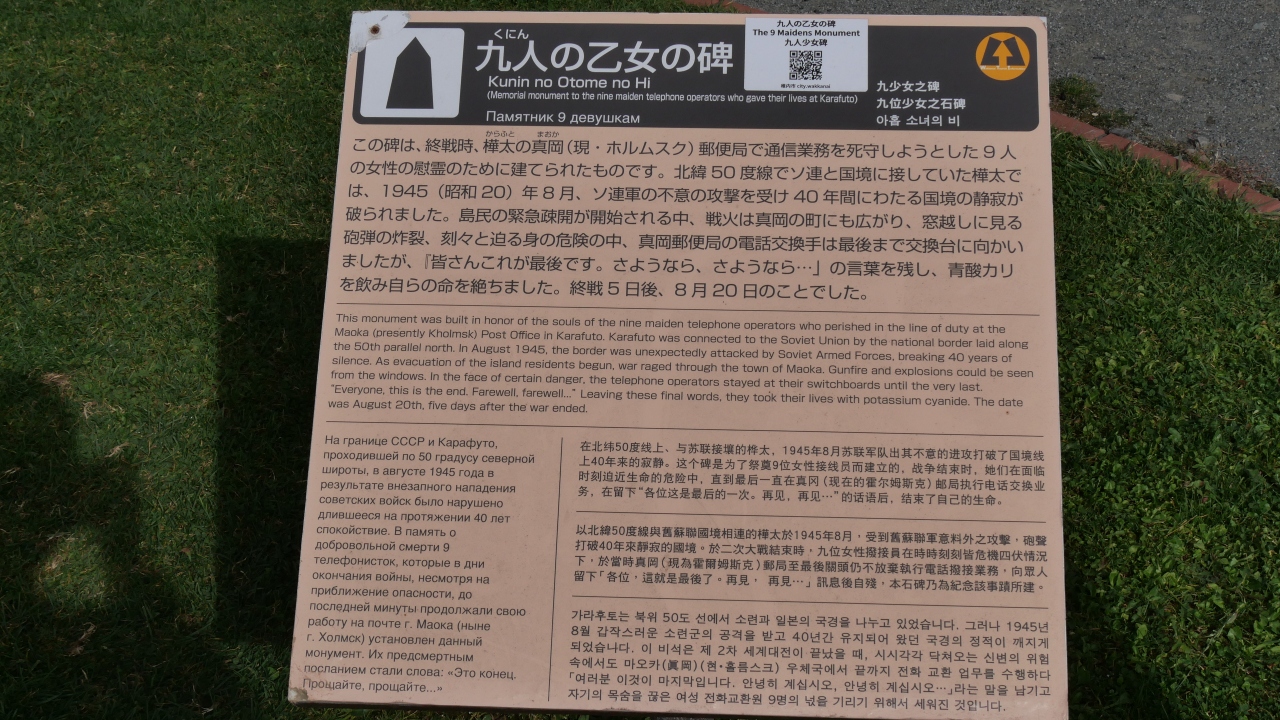 くにん
九人の乙女の碑
Kunin no Otome no Hi
(Memorial monument to the nine maiden telephone operators who gave their lives at Karafuto)
Памятник 9 девушкам
九人の乙女の碑
The 9 Maidens Monument
九人少女碑
稚内市 city.wakkanai
九少女之碑
九位少女之石碑
아홉 소녀의 비
からふと まおか
この碑は、終戦時、樺太の真岡（現・ホルムスク）郵便局で通信業務を死守しようとした9人
の女性の慰霊のために建てられたものです。北緯50度線でソ連と国境に接していた樺太で
は、1945（昭和20）年8月、ソ連軍の不意の攻撃を受け40年間にわたる国境の静寂が
破られました。島民の緊急疎開が開始される中、戦火は真岡の町にも広がり、窓越しに見る
砲弾の炸裂、刻々と迫る身の危険の中、真岡郵便局の電話交換手は最後まで交換台に向かい
ましたが、『皆さんこれが最後です。さようなら、さようなら…」の言葉を残し、青酸カリ
を飲み自らの命を絶ちました。終戦5日後、8月20日のことでした。
This monument was built in honor of the souls of the nine maiden telephone operators who perished in the line of duty at the
Maoka (presently Kholmsk) Post Office in Karafuto. Karafuto was connected to the Soviet Union by the national border laid along
the 50th parallel north. In August 1945, the border was unexpectedly attacked by Soviet Armed Forces, breaking 40 years of
silence. As evacuation of the island residents begun, war raged through the town of Maoka. Gunfire and explosions could be seen
from the windows. In the face of certain danger, the telephone operators stayed at their switchboards until the very last.
"Everyone, this is the end. Farewell, farewell..." Leaving these final words, they took their lives with potassium cyanide. The date
was August 20th, five days after the war ended.
На границе СССР и Карафуто,
проходившей по 50 градусу северной
широты, в августе 1945 года в
результате внезапного нападения
советских войск было нарушено
длившееся на протяжении 40 лет
спокойствие. В память о
добровольной смерти 9
телефонисток, которые в дни
окончания войны, несмотря на
приближение опасности, до
последней минуты продолжали свою
работу на почте г. Маока (ныне
г. Холмск) установлен данный
монумент. Их предсмертным
посланием стали слова: «Это конец.
Прощайте, прощайте...»
在北纬50度线上、与苏联接壤的桦太，1945年8月苏联军队出其不意的进攻打破了国境线
上40年来的寂静。这个碑是为了祭奠9位女性接线员而建立的，战争结束时，她们在面临
时刻迫近生命的危险中，直到最后一直在真冈（现在的霍尔姆斯克）邮局执行电话交换业
务，在留下“各位这是最后的一次。再见，再见…”的话语后，结束了自己的生命。
以北緯50度線與舊蘇聯國境相連的樺太於1945年8月，受到舊蘇聯軍意料外之攻擊，砲聲
打破40年來靜寂的國境。於二次大戰結束時，九位女性撥接員在時時刻刻皆危機四伏情況
下，於當時真岡（現為霍爾姆斯克）郵局至最後關頭仍不放棄執行電話撥接業務，向眾人
留下「各位，這就是最後了。再見， 再見…」訊息後自殘，本石碑乃為紀念該事蹟所建。
가라후토는 북위 50도 선에서 소련과 일본의 국경을 나누고 있었습니다. 그러나 1945년
8월 갑작스러운 소련군의 공격을 받고 40년간 유지되어 왔던 국경의 정적이 깨지게
되었습니다. 이 비석은 제 2차 세계대전이 끝났을 때, 시시각각 닥쳐오는 신변의 위험
속에서도 마오카(眞岡)(현・홀름스크) 우체국에서 끝까지 전화 교환 업무를 수행하다
「여러분 이것이 마지막입니다. 안녕히 계십시오, 안녕히 계십시오…」라는 말을 남기고
자기의 목숨을 끊은 여성 전화교환원 9명의 넋을 기리기 위해서 세워진 것입니다.